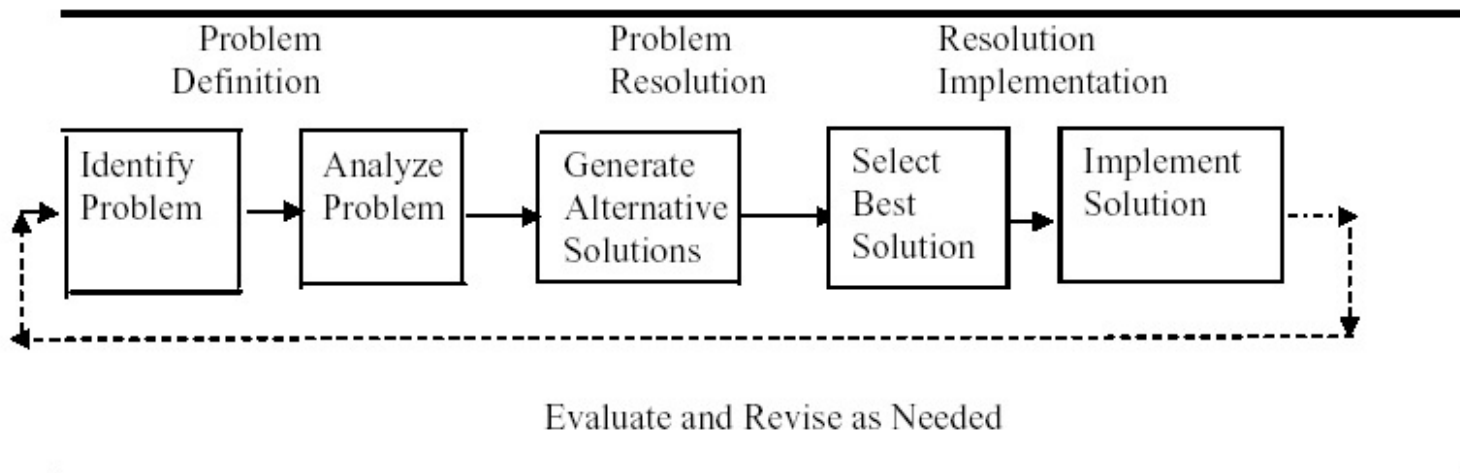 Problem
Definition
Problem
Resolution
Resolution
Implementation
Identify
Problem
Analyze
Problem
Generate
Alternative
Solutions
Select
Best
Solution
Implement
Solution
Evaluate and Revise as Needed